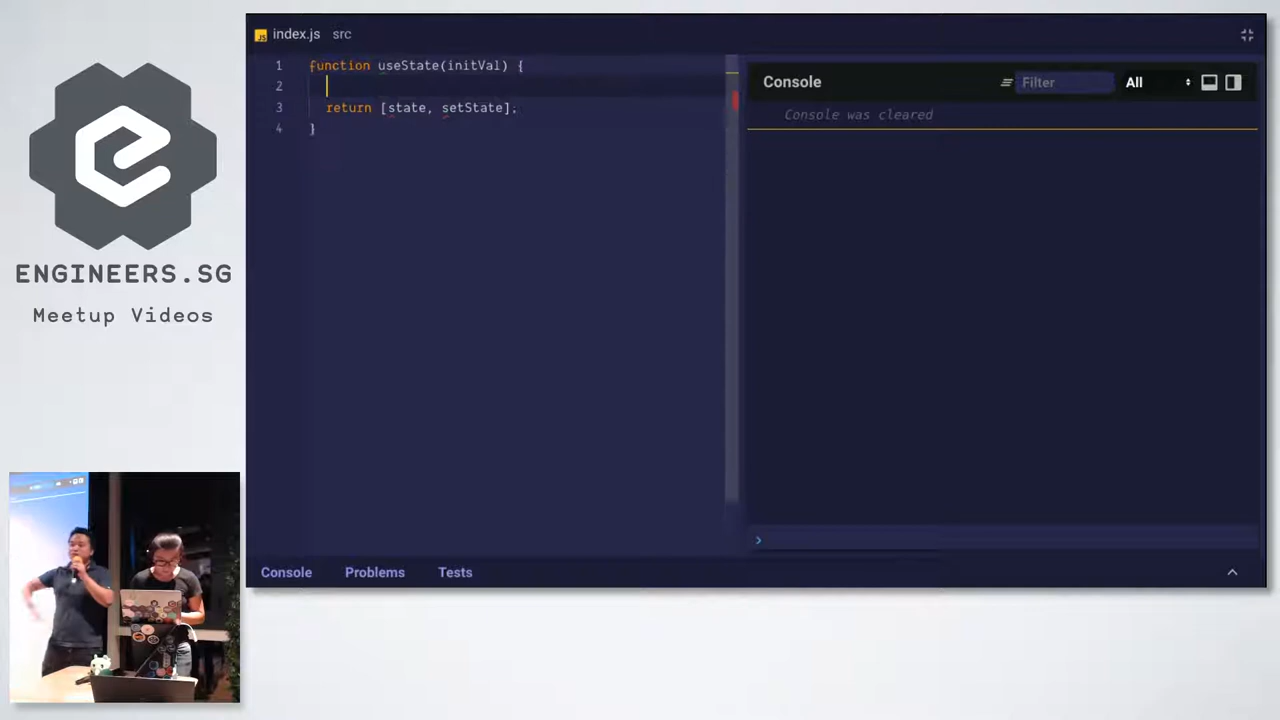 ENGINEERS.SG
Meetup Videos
JS index.js src
1 function useState(initVal) {
2
3 return [state, setState];
4 }
Console
Filter
All
Console was cleared
›
Console Problems Tests